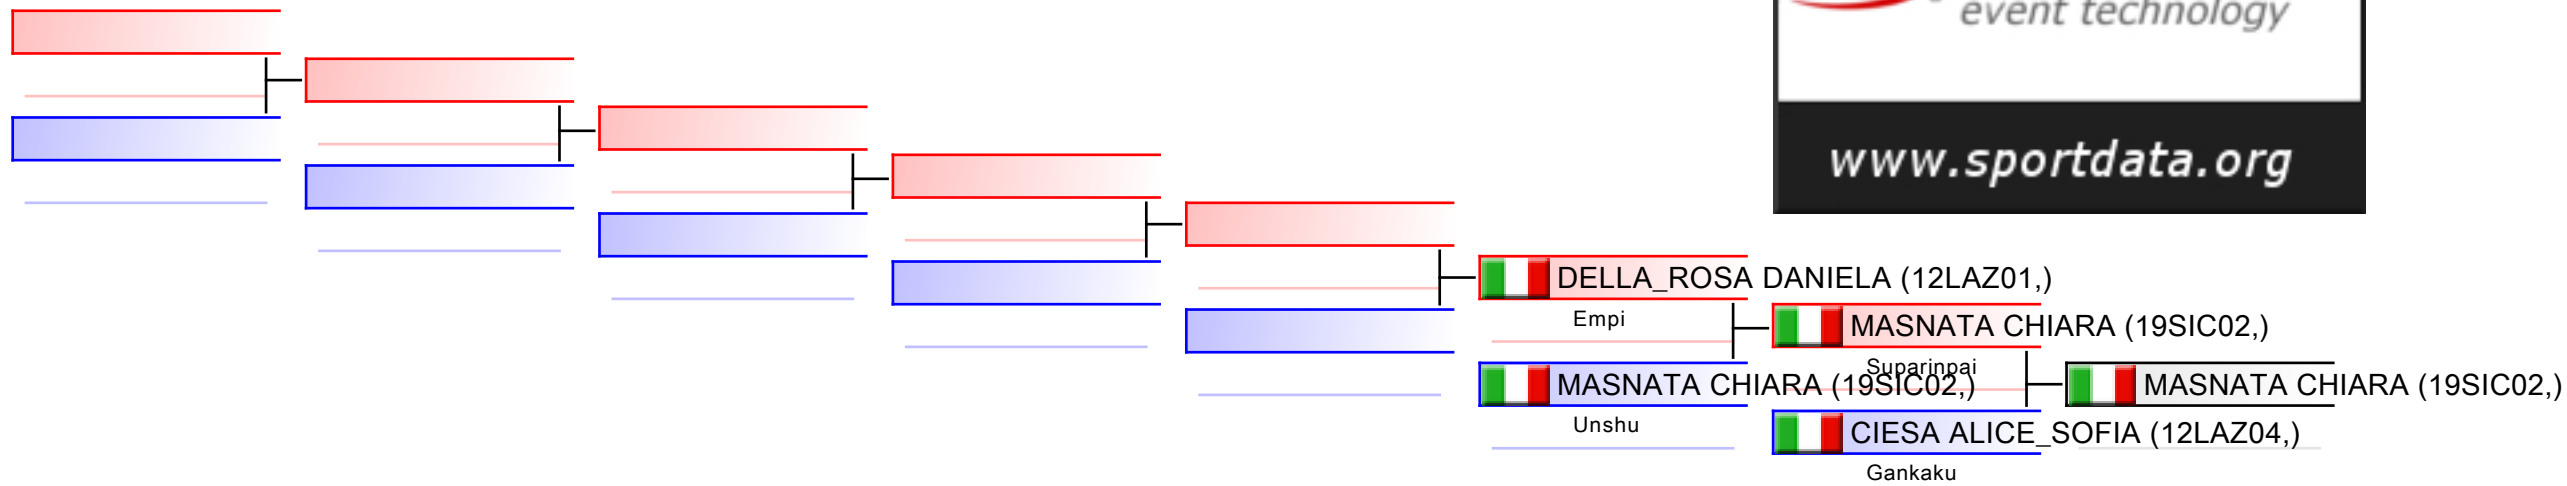 event technology
www.sportdata.org
DELLA_ROSA DANIELA (12LAZ01,)
Empi
MASNATA CHIARA (19SIC02,)
Suparinpai
MASNATA CHIARA (19SIC02,)
MASNATA CHIARA (19SIC02,)
Unshu
CIESA ALICE_SOFIA (12LAZ04,)
Gankaku